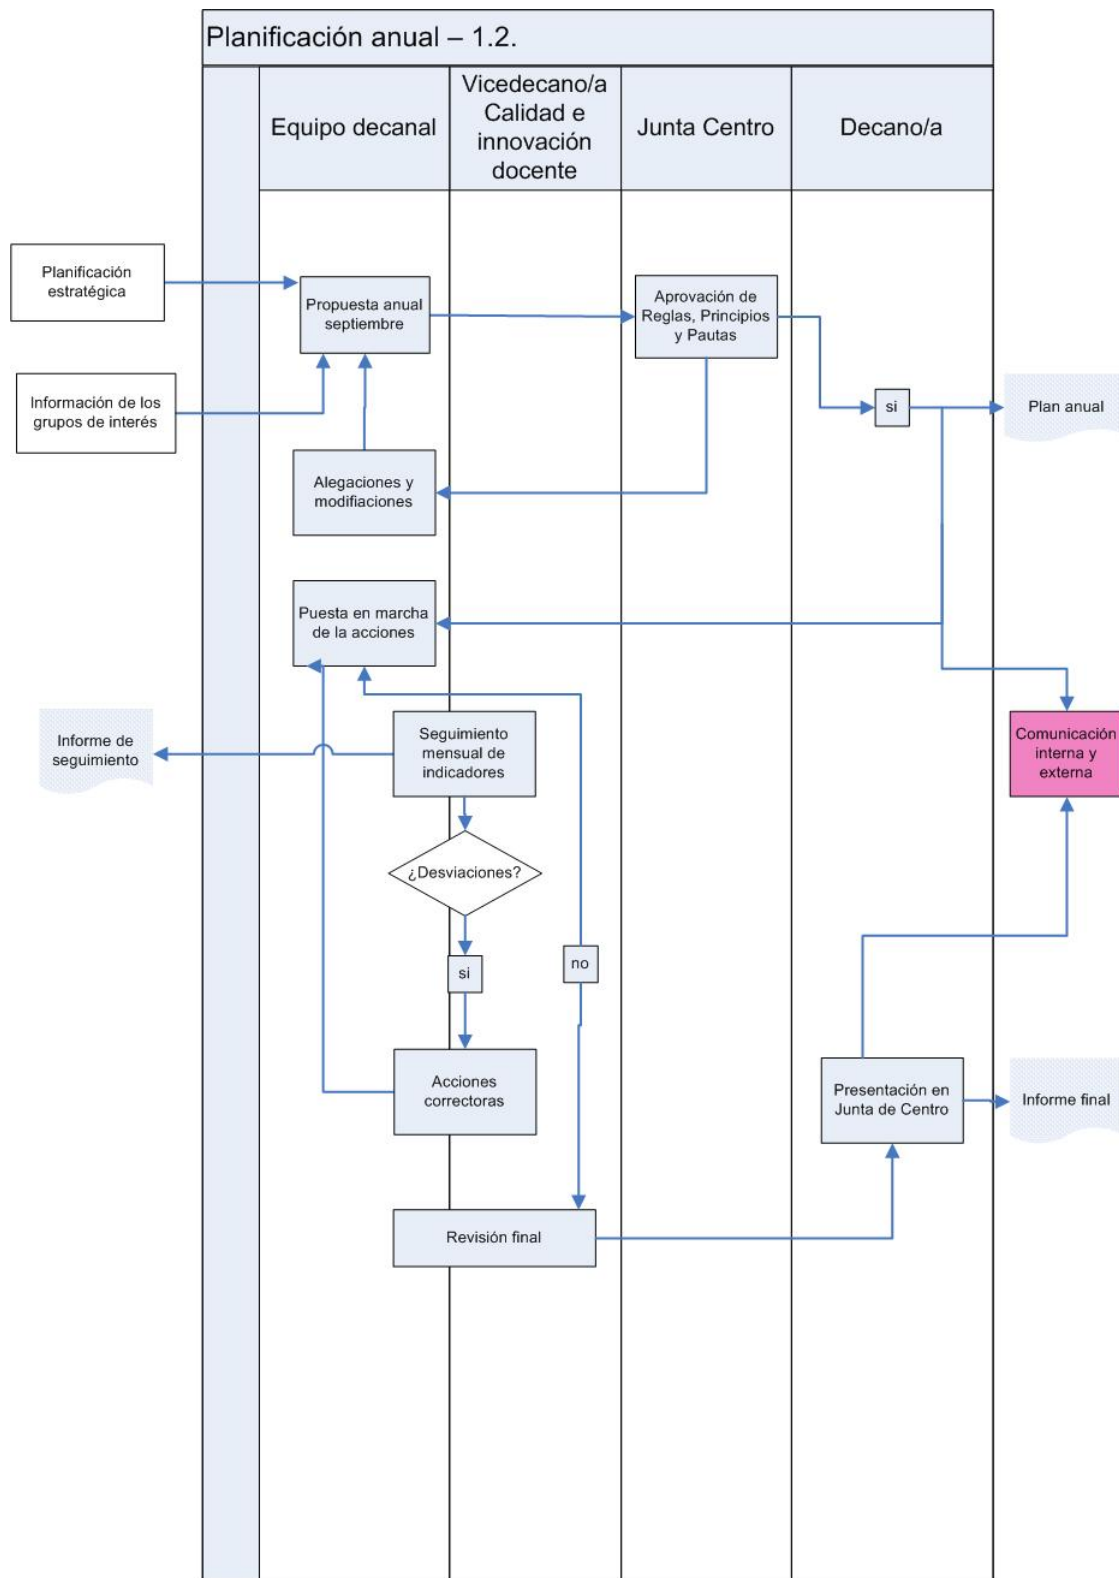 Planificación anual – 1.2.
Equipo decanal
Vicedecano/a
Calidad e
innovación
docente
Junta Centro
Decano/a
Planificación
estratégica
Propuesta anual
septiembre
Aprovación de
Reglas, Principios
y Pautas
Información de los
grupos de interés
si
Plan anual
Alegaciones y
modifiaciones
Puesta en marcha
de la acciones
Informe de
seguimiento
Seguimiento
mensual de
indicadores
Comunicación
interna y
externa
¿Desviaciones?
si
no
Acciones
correctoras
Presentación en
Junta de Centro
Informe final
Revisión final